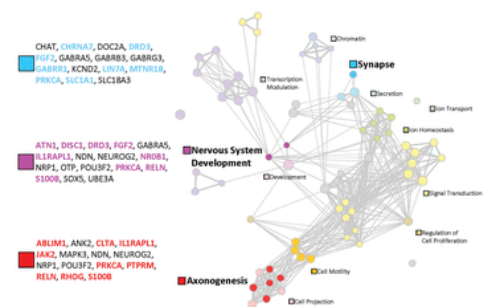 CHAT, CHRNA7, DOC2A, DRD3,
FGF2, GABRA5, GABRB3, GABRG3,
GABRR1, KCND2, LIN7A, MTNR1B,
PRKCA, SLC1A1, SLC18A3
ATN1, DISC1, DRD3, FGF2, GABRA5,
IL1RAPL1, NDN, NEUROG2, NR0B1,
NRP1, OTP, POU3F2, PRKCA, RELN,
S100B, SOX5, UBE3A
ABLIM1, ANK2, CLTA, IL1RAPL1,
JAK2, MAPK3, NDN, NEUROG2,
NRP1, POU3F2, PRKCA, PTPRM,
RELN, RHOG, S100B
Chromatin
Synapse
Transcription
Modulation
Secretion
Ion Transport
Ion Homeostasis
Nervous System
Development
Development
Signal Transduction
Regulation of
Cell Proliferation
Cell Motility
Axonogenesis
Cell Projection